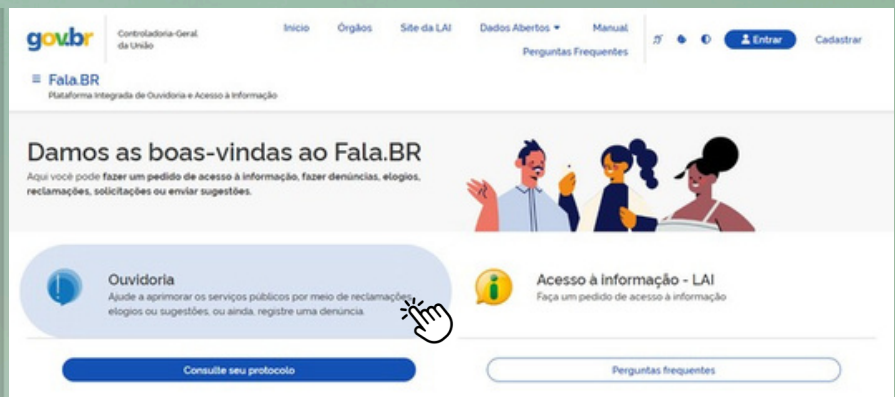 gov.br
Controladoria-Geral
da União
Início Órgãos Site da LAI Dados Abertos Manual
Perguntas Frequentes
Entrar Cadastrar
Fala.BR
Plataforma Integrada de Ouvidoria e Acesso à Informação
Damos as boas-vindas ao Fala.BR
Aqui você pode fazer um pedido de acesso à informação, fazer denúncias, elogios,
reclamações, solicitações ou enviar sugestões.
Ouvidoria
Ajude a aprimorar os serviços públicos por meio de reclamações,
elogios ou sugestões, ou ainda, registre uma denúncia.
Acesso à informação - LAI
Faça um pedido de acesso à informação
Consulte seu protocolo
Perguntas frequentes